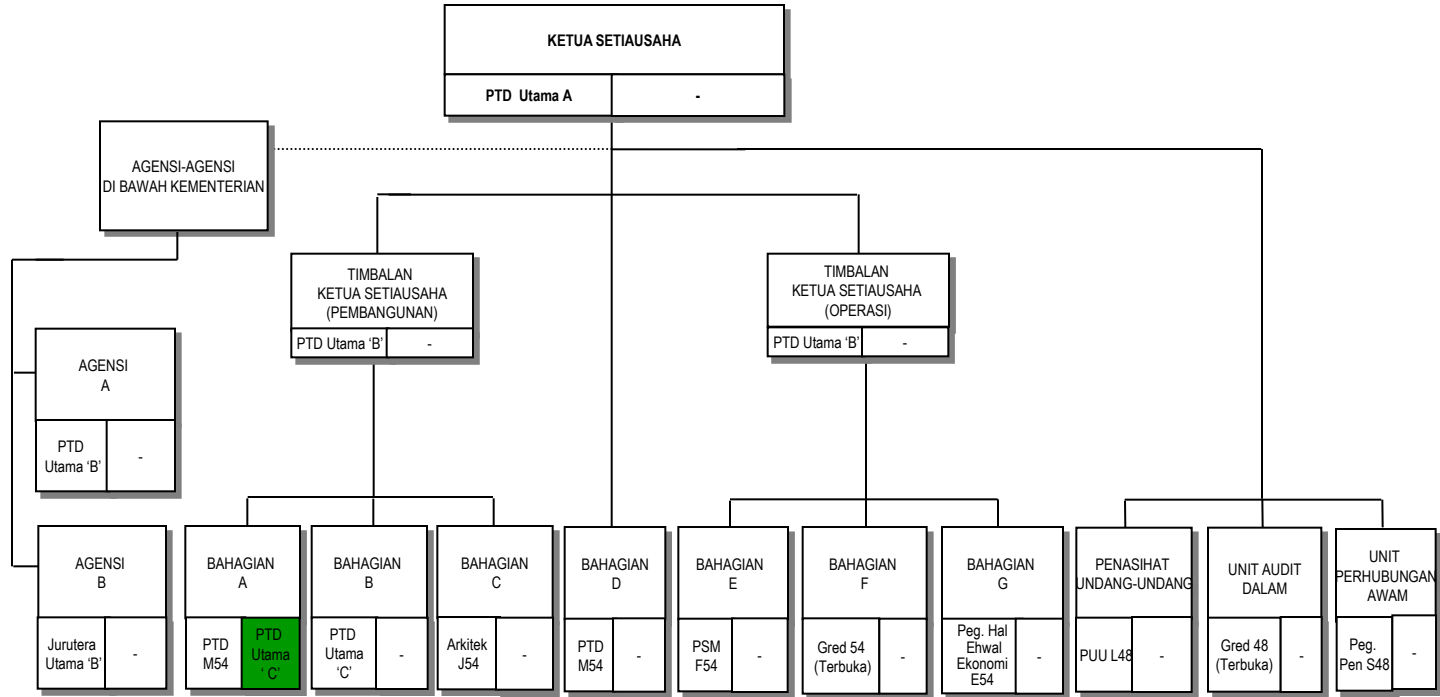 KETUA SETIAUSAHA
PTD Utama A
-
AGENSI-AGENSI
DI BAWAH KEMENTERIAN
TIMBALAN
KETUA SETIAUSAHA
(PEMBANGUNAN)
PTD Utama ‘B’
-
TIMBALAN
KETUA SETIAUSAHA
(OPERASI)
PTD Utama ‘B’
-
AGENSI
A
PTD
Utama ‘B’
-
AGENSI
B
Jurutera
Utama ‘B’
-
BAHAGIAN
A
PTD
M54
PTD
Utama
‘ C’
BAHAGIAN
B
PTD
Utama
‘C’
-
BAHAGIAN
C
Arkitek
J54
-
BAHAGIAN
D
PTD
M54
-
BAHAGIAN
E
PSM
F54
-
BAHAGIAN
F
Gred 54
(Terbuka)
-
BAHAGIAN
G
Peg. Hal
Ehwal
Ekonomi
E54
-
PENASIHAT
UNDANG-UNDANG
PUU L48
-
UNIT AUDIT
DALAM
Gred 48
(Terbuka)
-
UNIT
PERHUBUNGAN
AWAM
Peg.
Pen S48
-